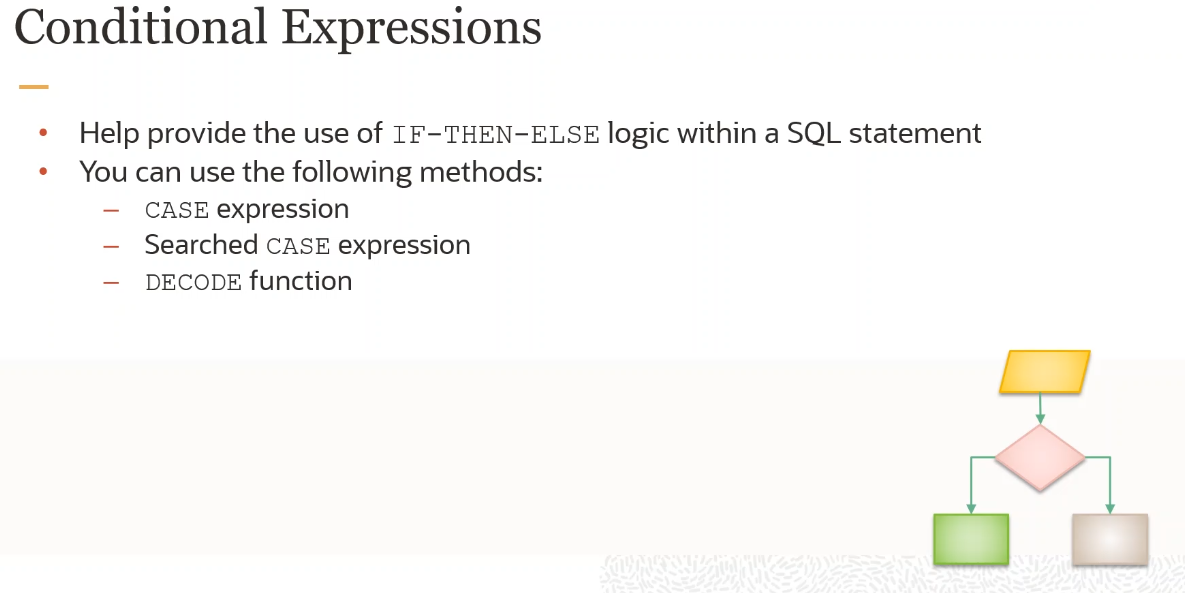 Conditional Expressions
• Help provide the use of IF-THEN-ELSE logic within a SQL statement
• You can use the following methods:
– CASE expression
– Searched CASE expression
– DECODE function